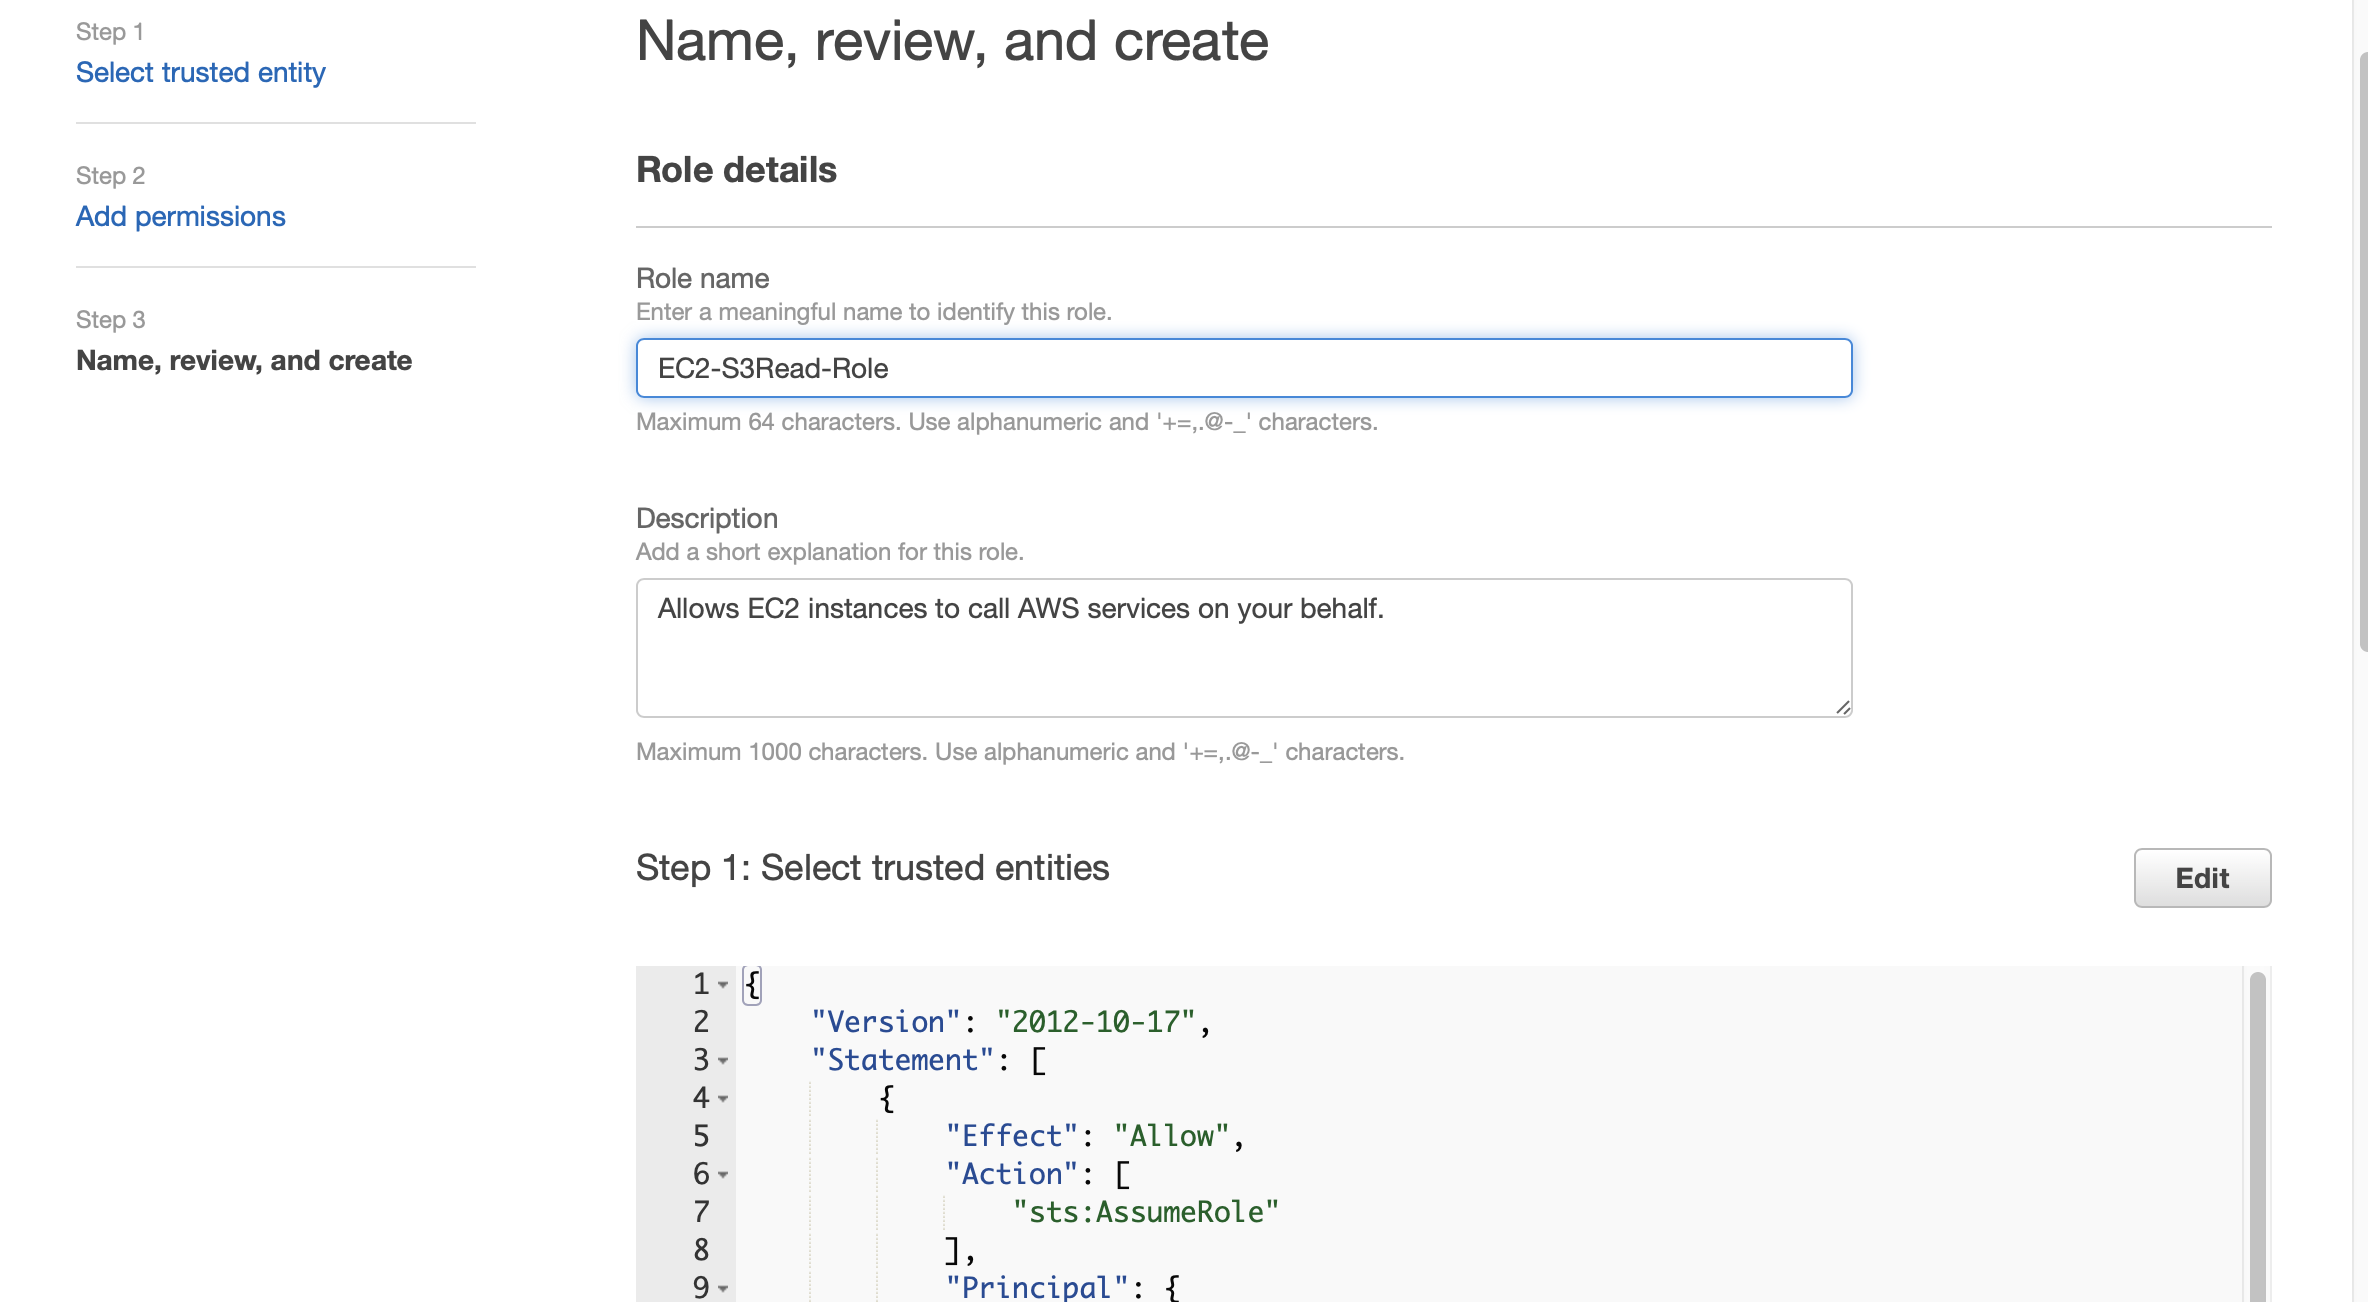 Step 1
Select trusted entity
Step 2
Add permissions
Step 3
Name, review, and create
Name, review, and create
Role details
Role name
Enter a meaningful name to identify this role.
EC2-S3Read-Role
Maximum 64 characters. Use alphanumeric and '+=,.@-_' characters.
Description
Add a short explanation for this role.
Allows EC2 instances to call AWS services on your behalf.
Maximum 1000 characters. Use alphanumeric and '+=,.@-_' characters.
Step 1: Select trusted entities
Edit
1 {
2 "Version": "2012-10-17",
3 "Statement": [
4 {
5 "Effect": "Allow",
6 "Action": [
7 "sts:AssumeRole"
8 ],
9 "Principal": {